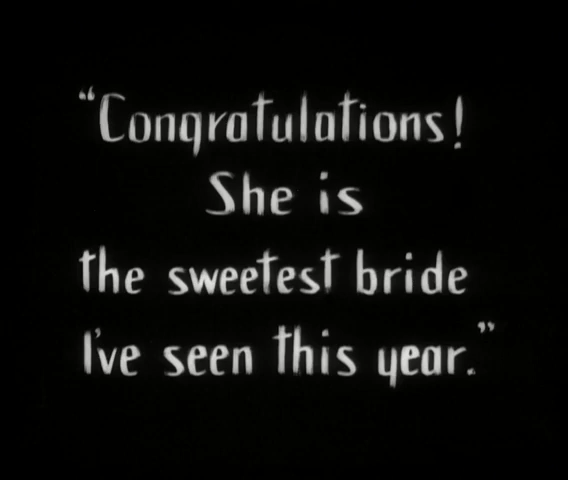 “Congratulations!
She is
the sweetest bride
I've seen this year.”